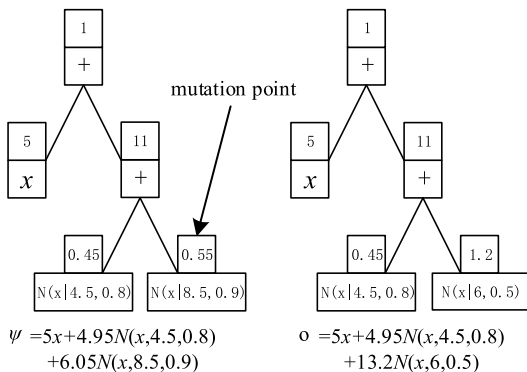 1
1
+
+
mutation point
5
11
5
11
x
+
x
+
0.45
0.55
0.45
1.2
N(x|4.5,0.8)
N(x|8.5,0.9)
N(x|4.5,0.8)
N(x|6,0.5)
ψ =5x+4.95N(x,4.5,0.8)
+6.05N(x,8.5,0.9)
o =5x+4.95N(x,4.5,0.8)
+13.2N(x,6,0.5)